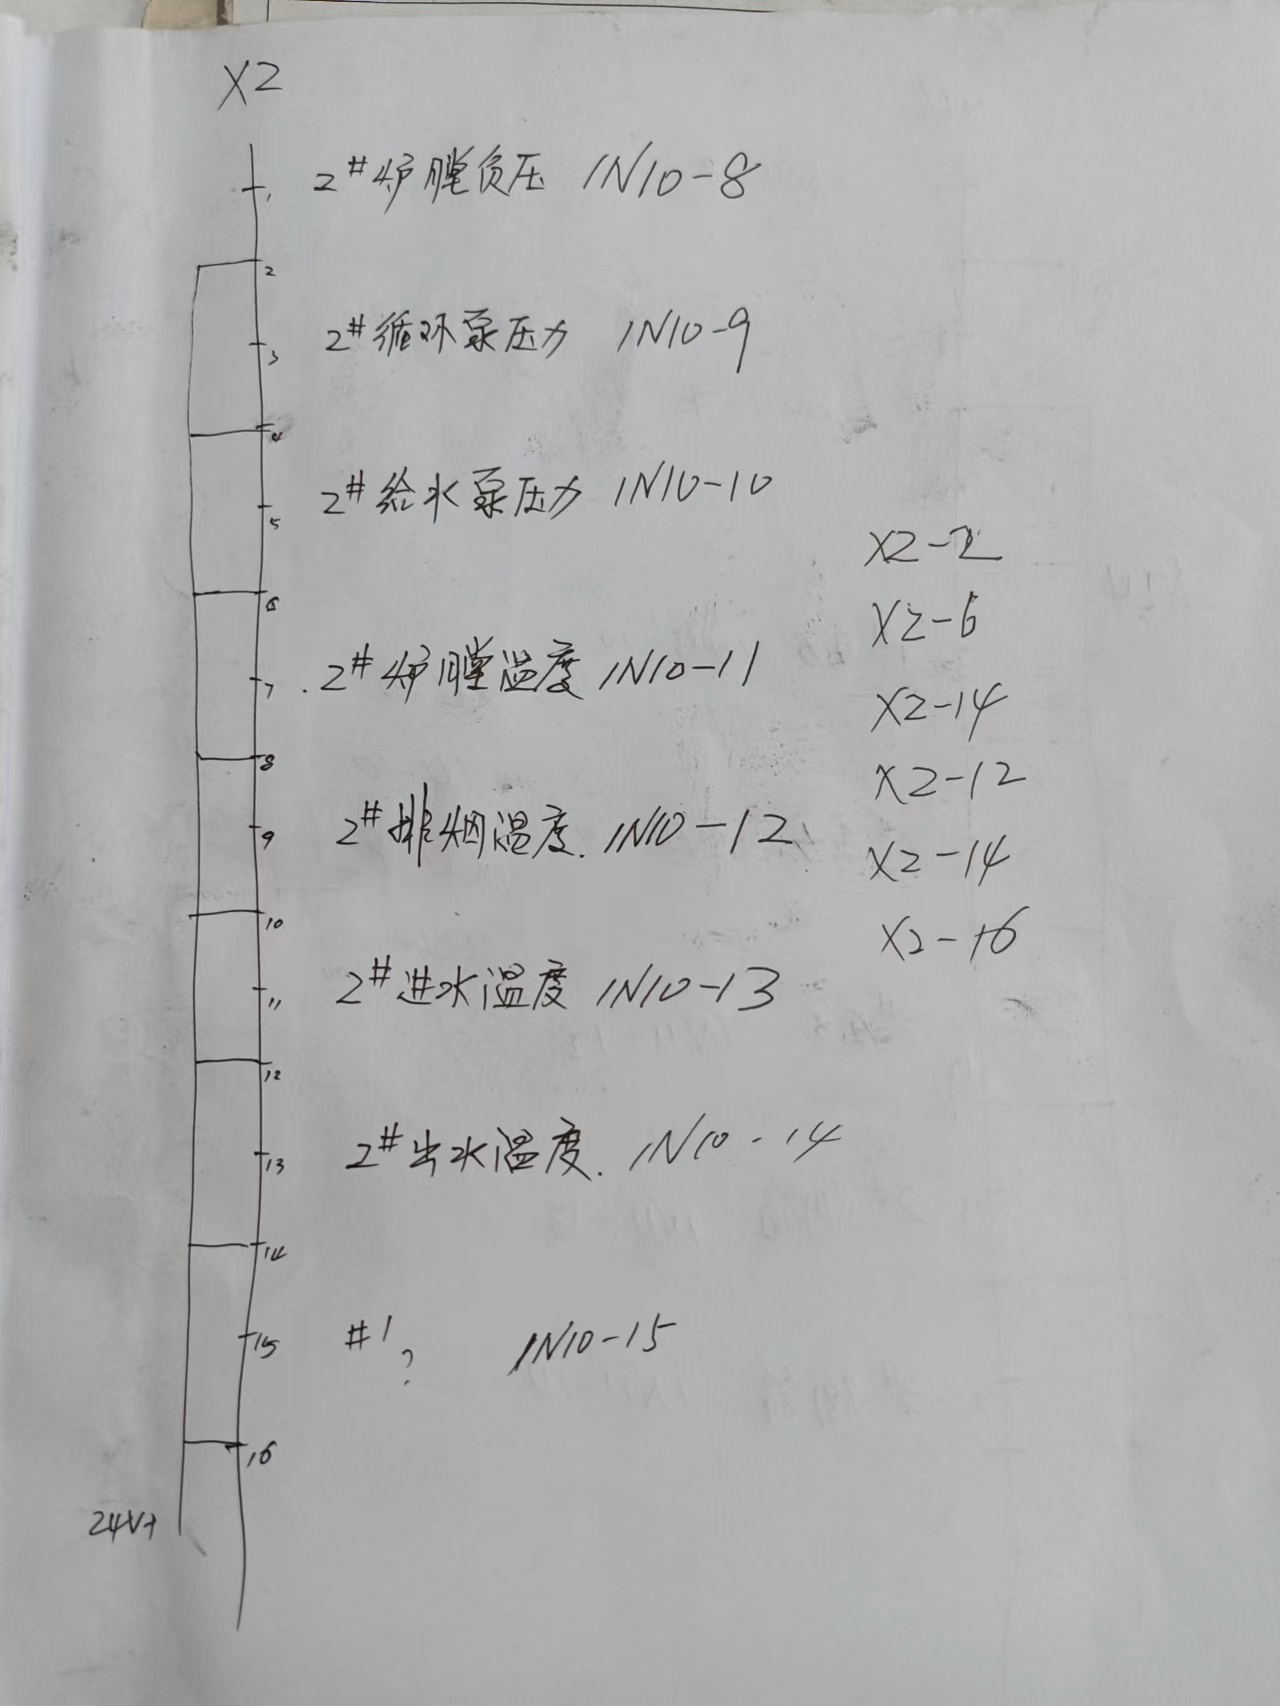 X2
1 2#炉膛负压 IN10-8
2
3 2#循环泵压力 IN10-9
4
5 2#给水泵压力 IN10-10
6
7 2#炉膛温度 IN10-11
8
9 2#排烟温度. IN10-12
10
11 2#进水温度 IN10-13
12
13 2#出水温度. IN10-14
14
15 #1? IN10-15
16
24V+
X2-2
X2-6
X2-14
X2-12
X2-14
X2-16